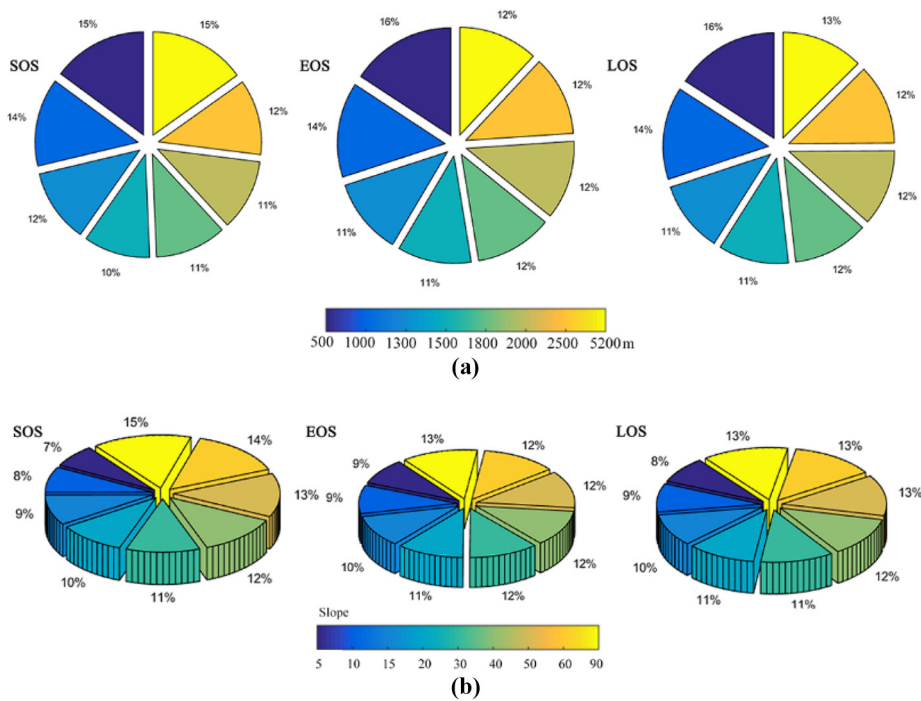 15% 15% 12% 16% 13%
SOS EOS LOS
14% 12% 14% 12% 14% 12%
12% 11% 11% 12% 11% 12%
10% 11% 11% 12% 11% 12%
500 1000 1300 1500 1800 2000 2500 5200m
(a)
SOS EOS LOS
7% 15% 14% 9% 13% 12% 8% 13% 13%
8% 13% 9% 12% 9% 13%
9% 12% 10% 12% 10% 12%
10% 11% 11% 12% 11% 11%
Slope
5 10 15 20 30 40 50 60 90
(b)